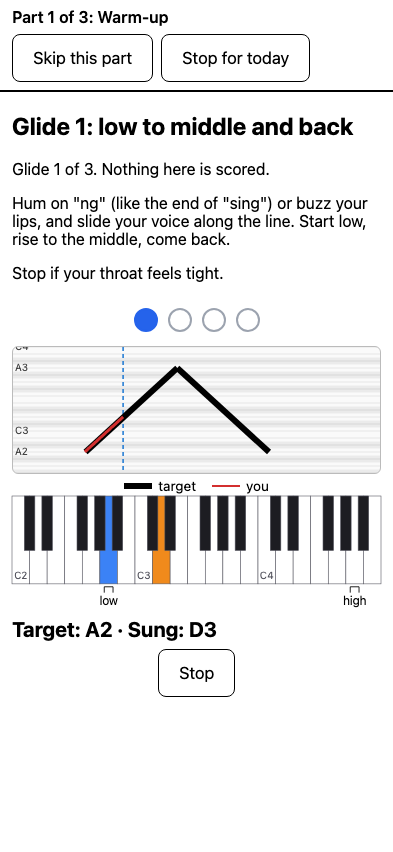 Part 1 of 3: Warm-up
Skip this part
Stop for today
Glide 1: low to middle and back
Glide 1 of 3. Nothing here is scored.
Hum on "ng" (like the end of "sing") or buzz your
lips, and slide your voice along the line. Start low,
rise to the middle, come back.
Stop if your throat feels tight.
C4
A3
C3
A2
target
you
C2
C3
C4
low
high
Target: A2 · Sung: D3
Stop